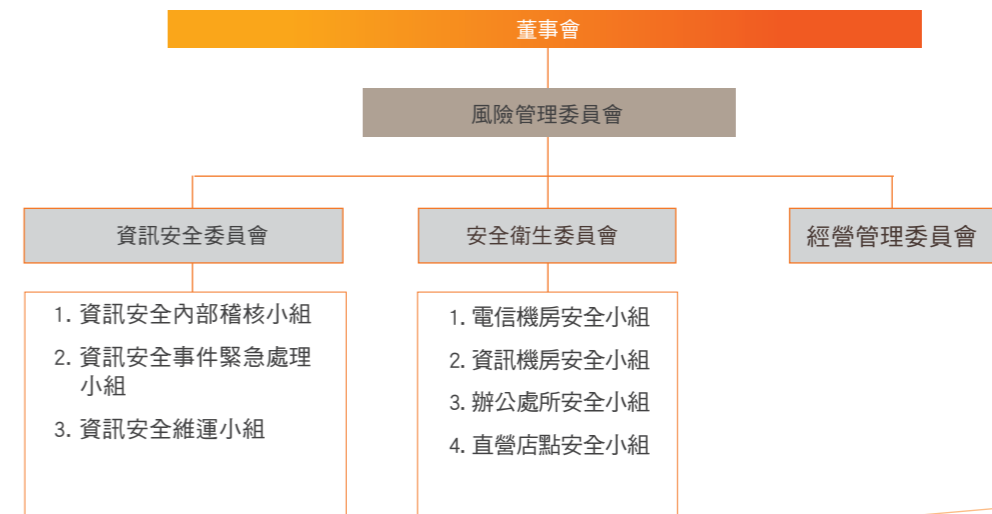 董事會
風險管理委員會
資訊安全委員會
安全衛生委員會
經營管理委員會
1. 資訊安全內部稽核小組
2. 資訊安全事件緊急處理
小組
3. 資訊安全維運小組
1. 電信機房安全小組
2. 資訊機房安全小組
3. 辦公處所安全小組
4. 直營店點安全小組